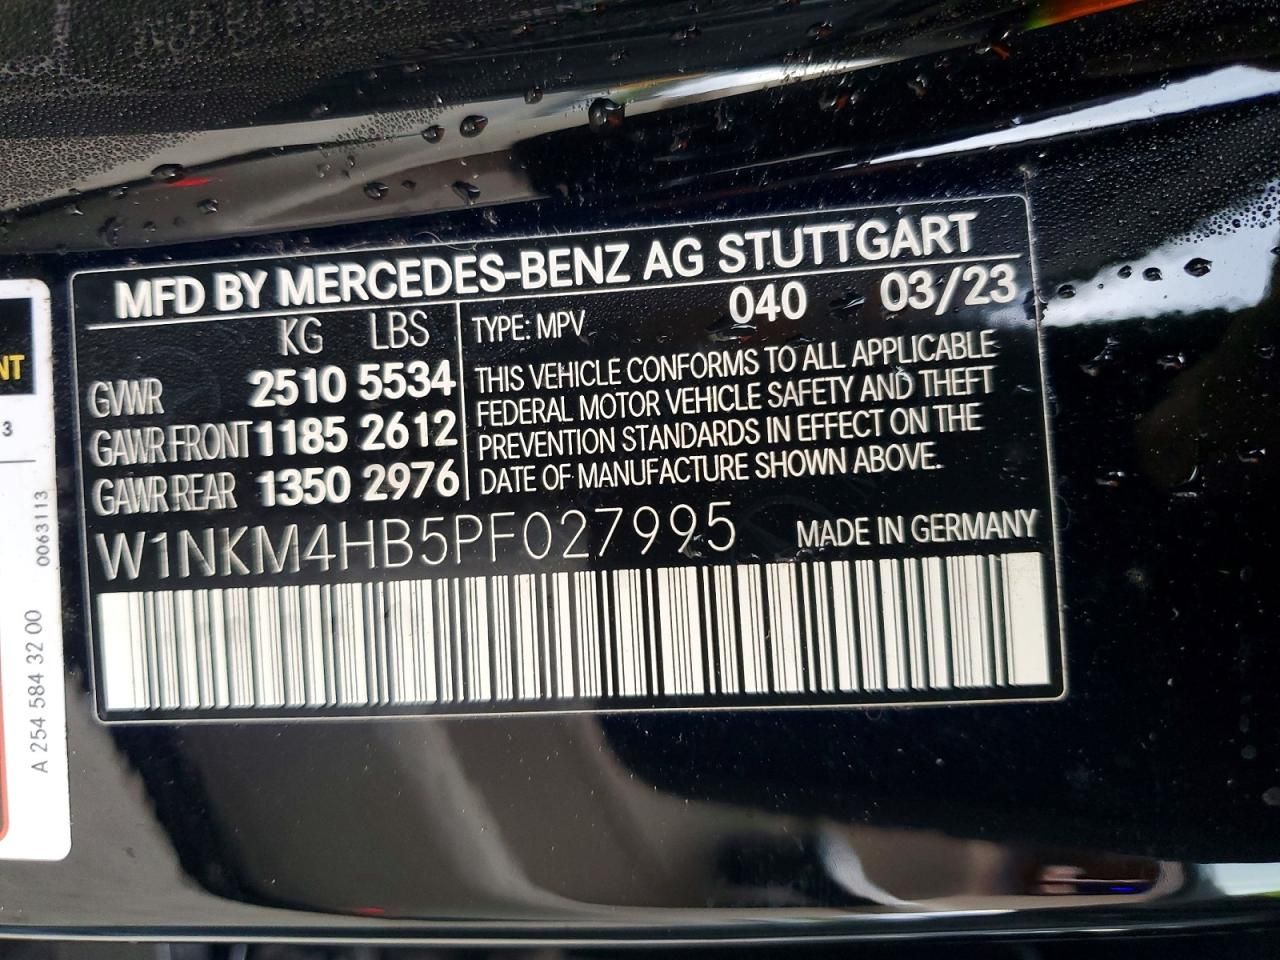 MFD BY MERCEDES-BENZ AG STUTTGART
KG LBS
GVWR 2510 5534
GAWR FRONT 1185 2612
GAWR REAR 1350 2976
TYPE: MPV 040 03/23
THIS VEHICLE CONFORMS TO ALL APPLICABLE
FEDERAL MOTOR VEHICLE SAFETY AND THEFT
PREVENTION STANDARDS IN EFFECT ON THE
DATE OF MANUFACTURE SHOWN ABOVE.
W1NKM4HB5PF027995 MADE IN GERMANY
NT
3
0063113
A 254 584 32 00